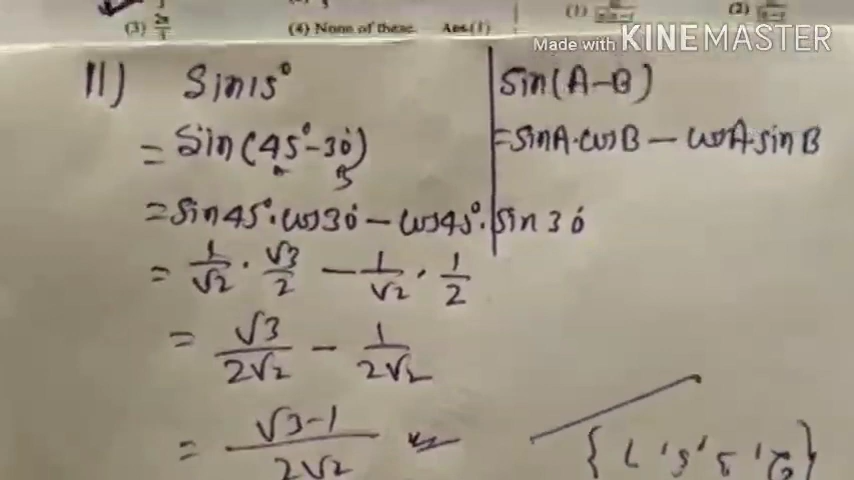 (3) 2π/3
(4) None of these. Ans.(1)
(1)
(2)
Made with KINEMASTER
11) Sin15°
= Sin(45°-30°)
A B
= Sin45°.cos30° - cos45°.sin30°
= 1/√2 . √3/2 - 1/√2 . 1/2
= √3/2√2 - 1/2√2
= √3-1/2√2
Sin(A-B)
= SinA.cosB - cosA.sinB